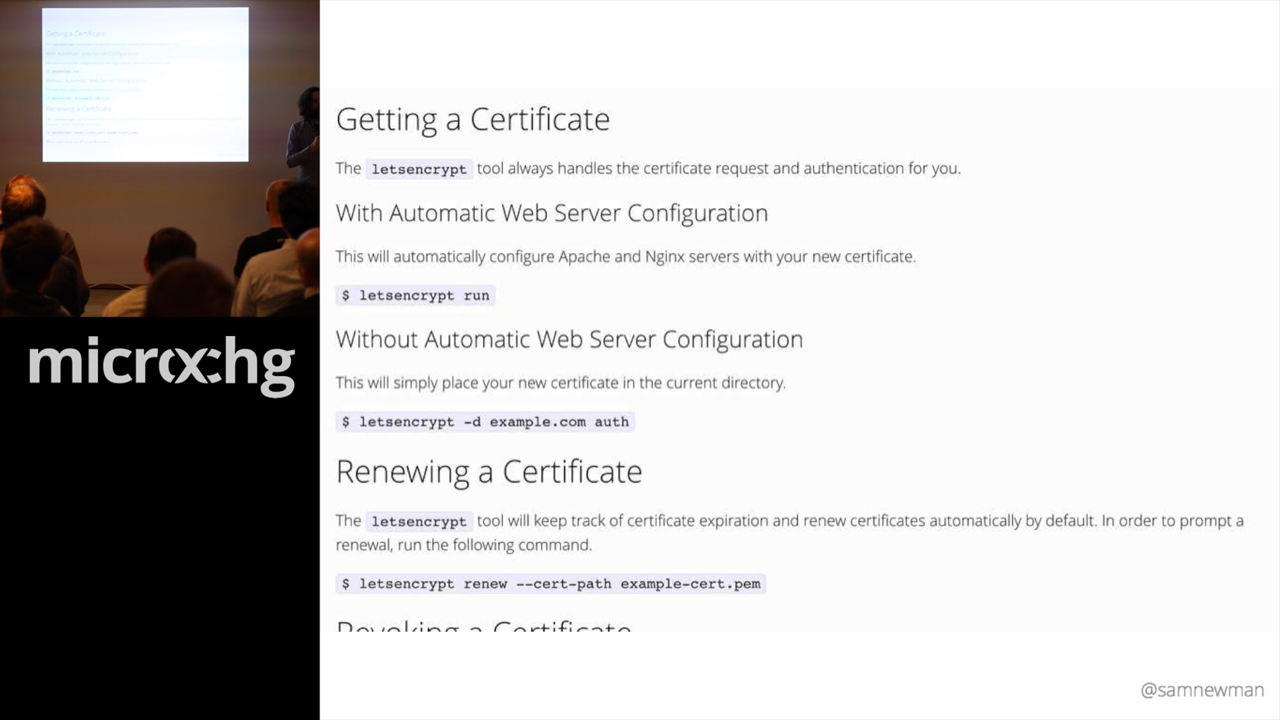 microxchg
Getting a Certificate
The letsencrypt tool always handles the certificate request and authentication for you.
With Automatic Web Server Configuration
This will automatically configure Apache and Nginx servers with your new certificate.
$ letsencrypt run
Without Automatic Web Server Configuration
This will simply place your new certificate in the current directory.
$ letsencrypt -d example.com auth
Renewing a Certificate
The letsencrypt tool will keep track of certificate expiration and renew certificates automatically by default. In order to prompt a
renewal, run the following command.
$ letsencrypt renew --cert-path example-cert.pem
Revoking a Certificate
@samnewman